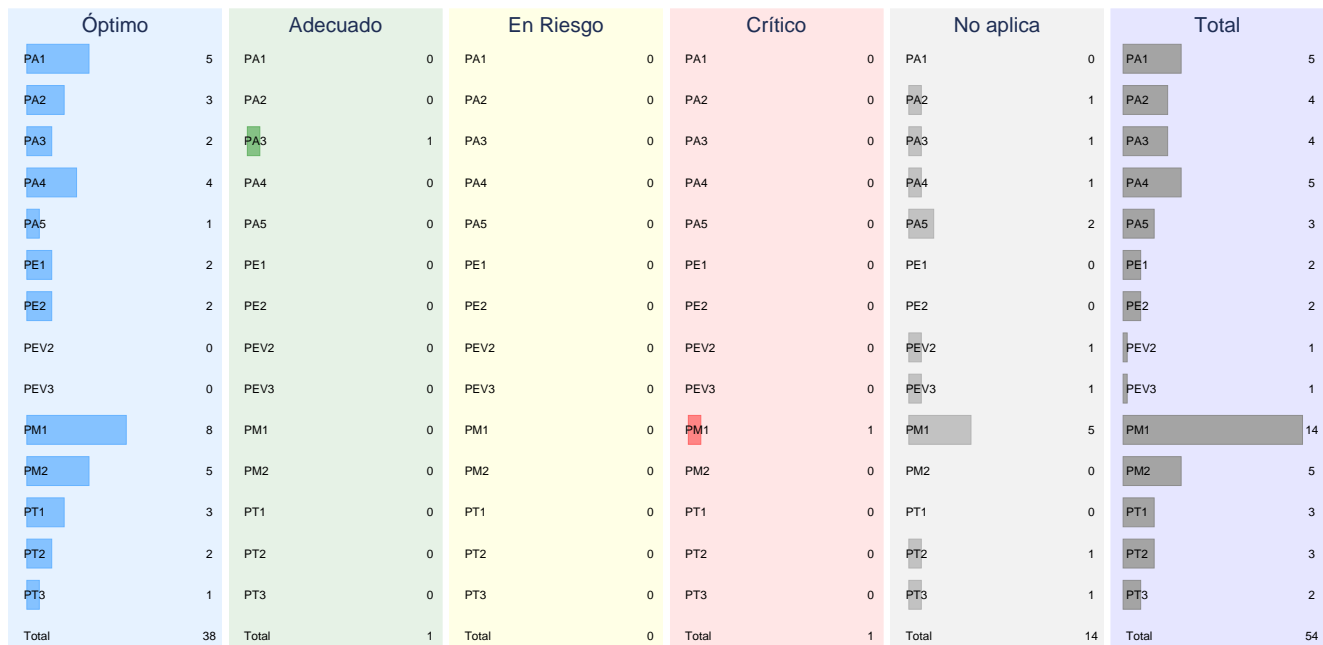 Óptimo Adecuado En Riesgo Crítico No aplica Total
PA1 5 PA1 0 PA1 0 PA1 0 PA1 0 PA1 5
PA2 3 PA2 0 PA2 0 PA2 0 PA2 1 PA2 4
PA3 2 PA3 1 PA3 0 PA3 0 PA3 1 PA3 4
PA4 4 PA4 0 PA4 0 PA4 0 PA4 1 PA4 5
PA5 1 PA5 0 PA5 0 PA5 0 PA5 2 PA5 3
PE1 2 PE1 0 PE1 0 PE1 0 PE1 0 PE1 2
PE2 2 PE2 0 PE2 0 PE2 0 PE2 0 PE2 2
PEV2 0 PEV2 0 PEV2 0 PEV2 0 PEV2 1 PEV2 1
PEV3 0 PEV3 0 PEV3 0 PEV3 0 PEV3 1 PEV3 1
PM1 8 PM1 0 PM1 0 PM1 1 PM1 5 PM1 14
PM2 5 PM2 0 PM2 0 PM2 0 PM2 0 PM2 5
PT1 3 PT1 0 PT1 0 PT1 0 PT1 0 PT1 3
PT2 2 PT2 0 PT2 0 PT2 0 PT2 1 PT2 3
PT3 1 PT3 0 PT3 0 PT3 0 PT3 1 PT3 2
Total 38 Total 1 Total 0 Total 1 Total 14 Total 54